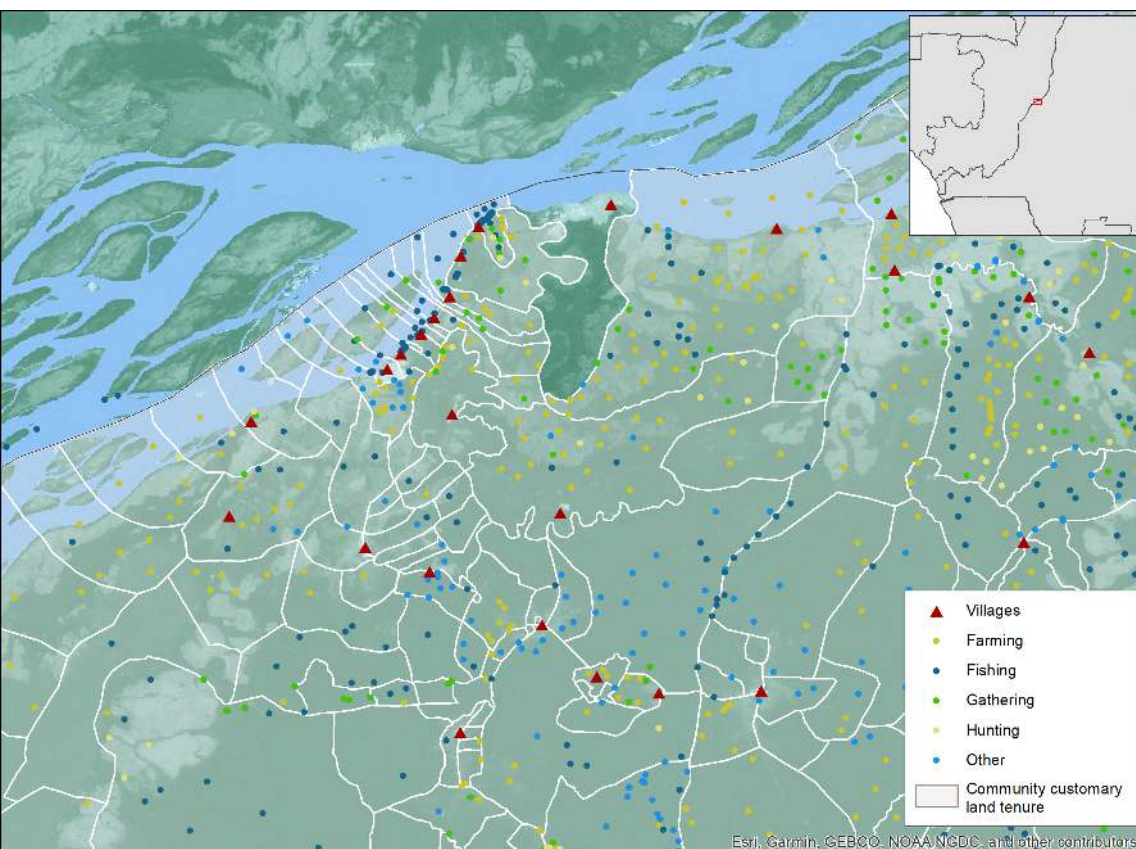 Villages
Farming
Fishing
Gathering
Hunting
Other
Community customary
land tenure
Esri, Garmin, GEBCO, NOAA NGDC, and other contributors